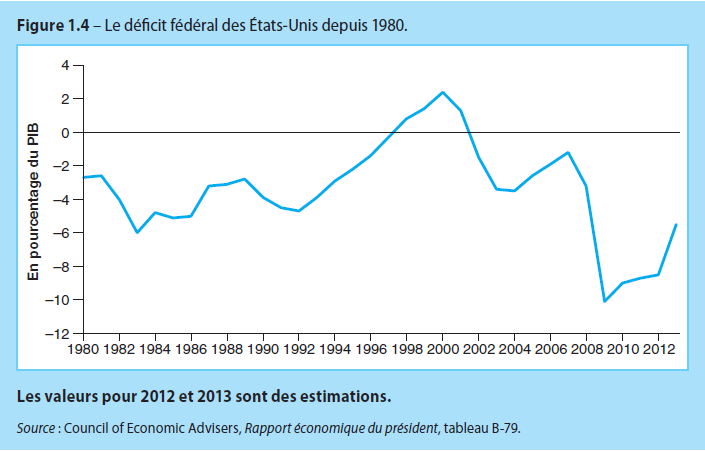 Figure 1.4 – Le déficit fédéral des États-Unis depuis 1980.
En pourcentage du PIB
4
2
0
–2
–4
–6
–8
–10
–12
1980 1982 1984 1986 1988 1990 1992 1994 1996 1998 2000 2002 2004 2006 2008 2010 2012
Les valeurs pour 2012 et 2013 sont des estimations.
Source : Council of Economic Advisers, Rapport économique du président, tableau B-79.